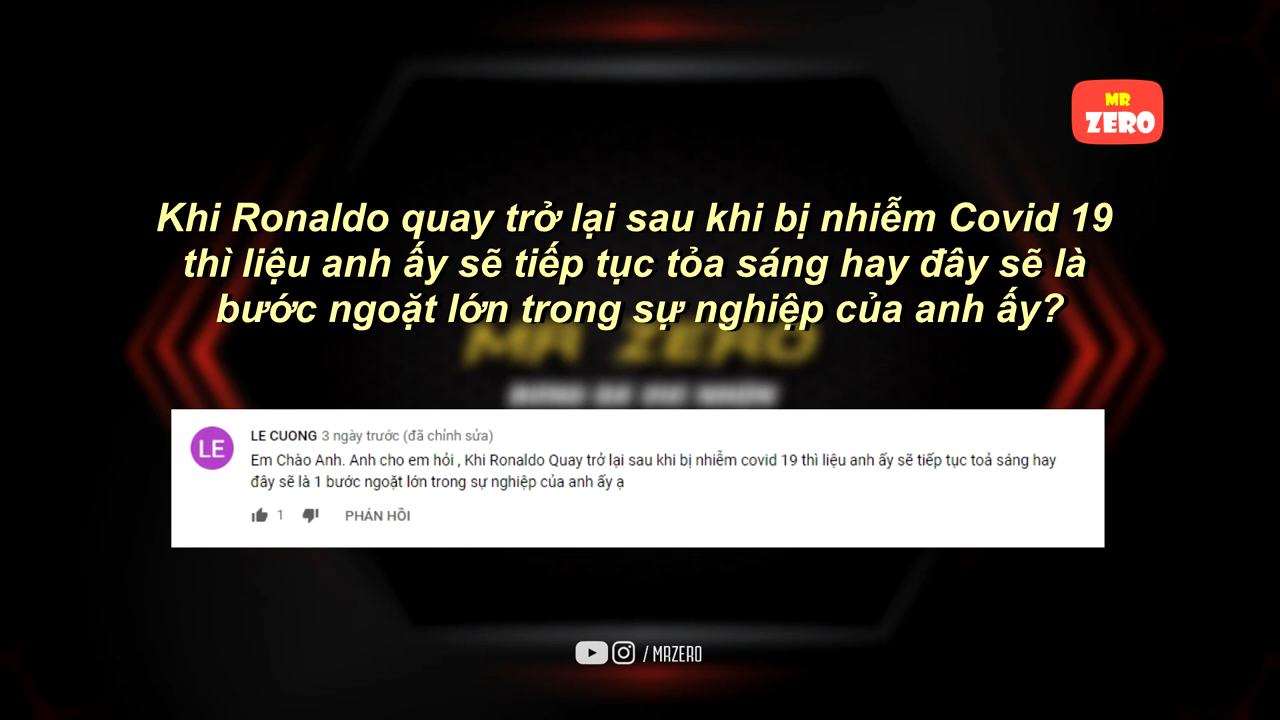 MR
ZERO
Khi Ronaldo quay trở lại sau khi bị nhiễm Covid 19
thì liệu anh ấy sẽ tiếp tục tỏa sáng hay đây sẽ là
bước ngoặt lớn trong sự nghiệp của anh ấy?
MR ZERO
LE
LE CUONG 3 ngày trước (đã chỉnh sửa)
Em Chào Anh. Anh cho em hỏi , Khi Ronaldo Quay trở lại sau khi bị nhiễm covid 19 thì liệu anh ấy sẽ tiếp tục toả sáng hay
đây sẽ là 1 bước ngoặt lớn trong sự nghiệp của anh ấy ạ
1 PHẢN HỒI
/ MRZERO